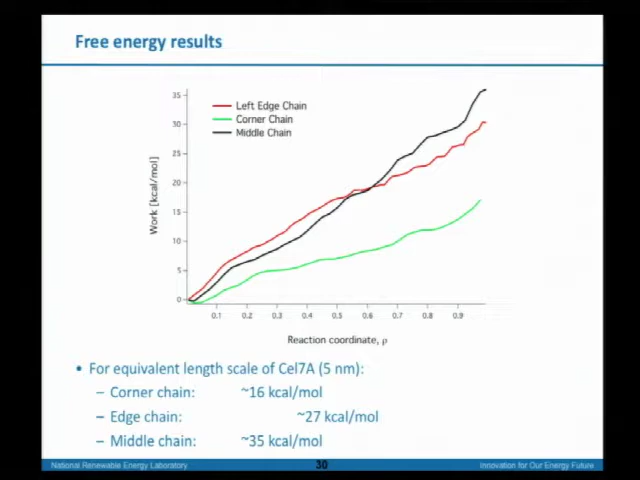 Free energy results
35
30
25
20
15
10
5
0
Work [kcal/mol]
Left Edge Chain
Corner Chain
Middle Chain
0.1 0.2 0.3 0.4 0.5 0.6 0.7 0.8 0.9
Reaction coordinate, ρ
• For equivalent length scale of Cel7A (5 nm):
– Corner chain: ~16 kcal/mol
– Edge chain: ~27 kcal/mol
– Middle chain: ~35 kcal/mol
National Renewable Energy Laboratory 30 Innovation for Our Energy Future